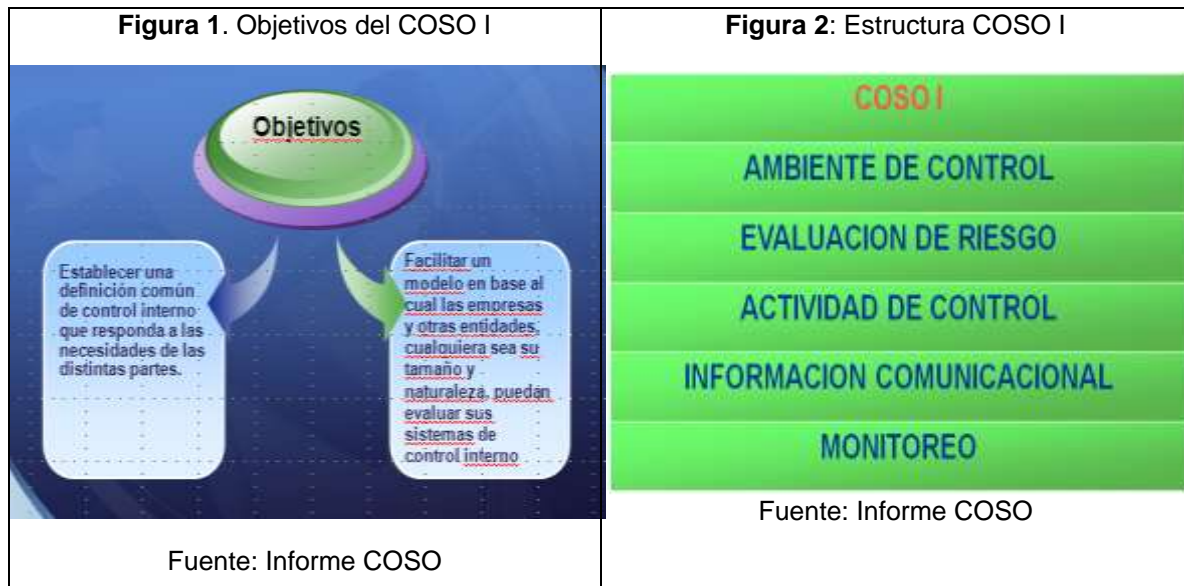 Figura 1. Objetivos del COSO I
Objetivos
Establecer una
definición común
de control interno
que responda a las
necesidades de las
distintas partes.
Facilitar un
modelo en base al
cual las empresas
y otras entidades,
cualquiera sea su
tamaño y
naturaleza, puedan
evaluar sus
sistemas de
control interno
Fuente: Informe COSO
Figura 2: Estructura COSO I
COSO I
AMBIENTE DE CONTROL
EVALUACION DE RIESGO
ACTIVIDAD DE CONTROL
INFORMACION COMUNICACIONAL
MONITOREO
Fuente: Informe COSO